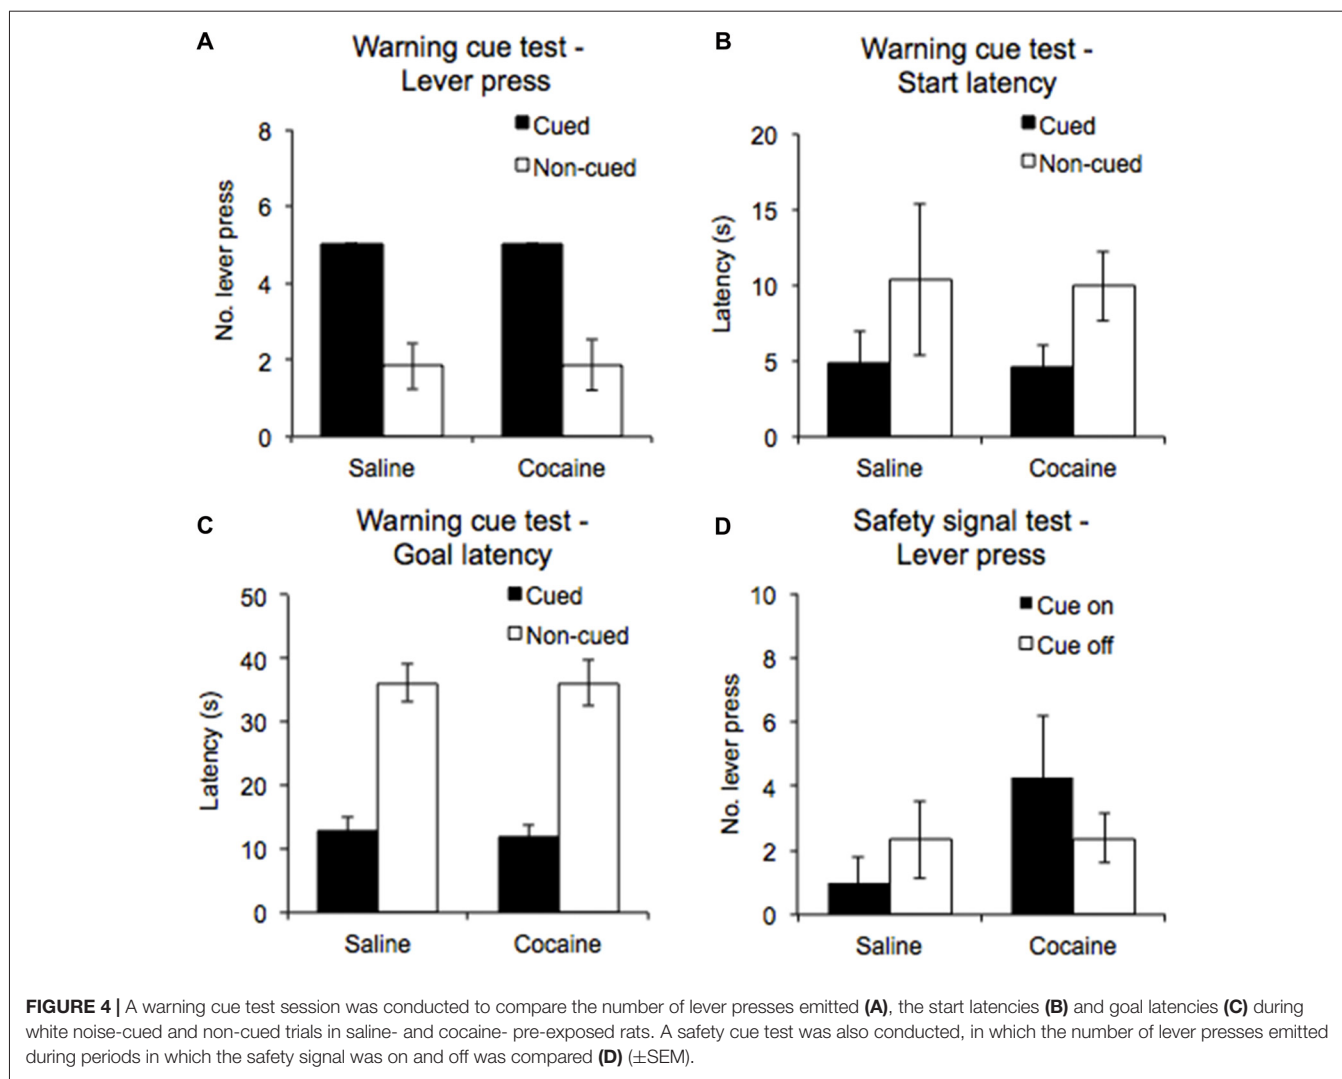 A
Warning cue test -
Lever press
Cued
Non-cued
8
6
4
2
0
No. lever press
Saline
Cocaine
B
Warning cue test -
Start latency
Cued
Non-cued
20
15
10
5
0
Latency (s)
Saline
Cocaine
C
Warning cue test -
Goal latency
Cued
Non-cued
50
40
30
20
10
0
Latency (s)
Saline
Cocaine
D
Safety signal test -
Lever press
Cue on
Cue off
10
8
6
4
2
0
No. lever press
Saline
Cocaine
FIGURE 4 | A warning cue test session was conducted to compare the number of lever presses emitted (A), the start latencies (B) and goal latencies (C) during
white noise-cued and non-cued trials in saline- and cocaine- pre-exposed rats. A safety cue test was also conducted, in which the number of lever presses emitted
during periods in which the safety signal was on and off was compared (D) (±SEM).